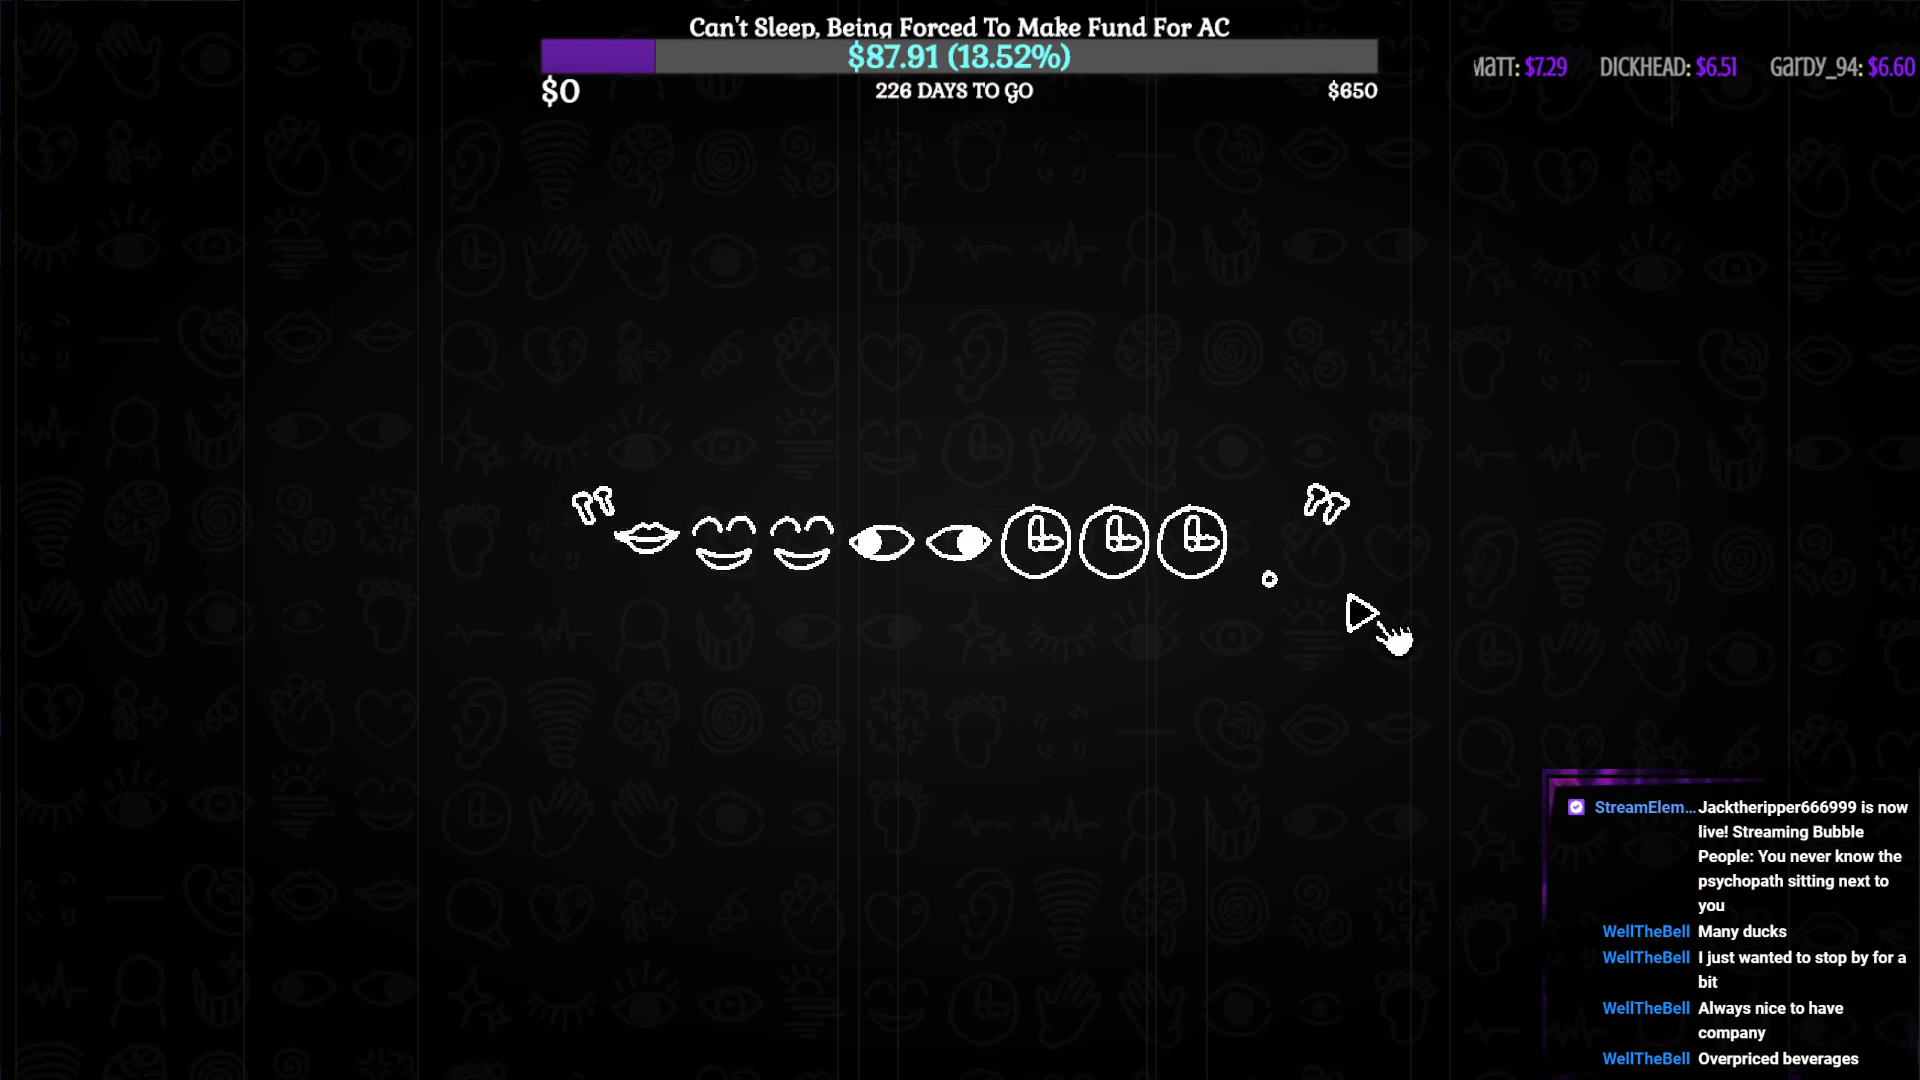 Can't Sleep, Being Forced To Make Fund For AC
$87.91 (13.52%)
$0
226 DAYS TO GO
$650
MATT: $7.29 DICKHEAD: $6.51 Gardy_94: $6.60
StreamElem... Jacktheripper666999 is now
live! Streaming Bubble
People: You never know the
psychopath sitting next to
you
WellTheBell Many ducks
WellTheBell I just wanted to stop by for a
bit
WellTheBell Always nice to have
company
WellTheBell Overpriced beverages